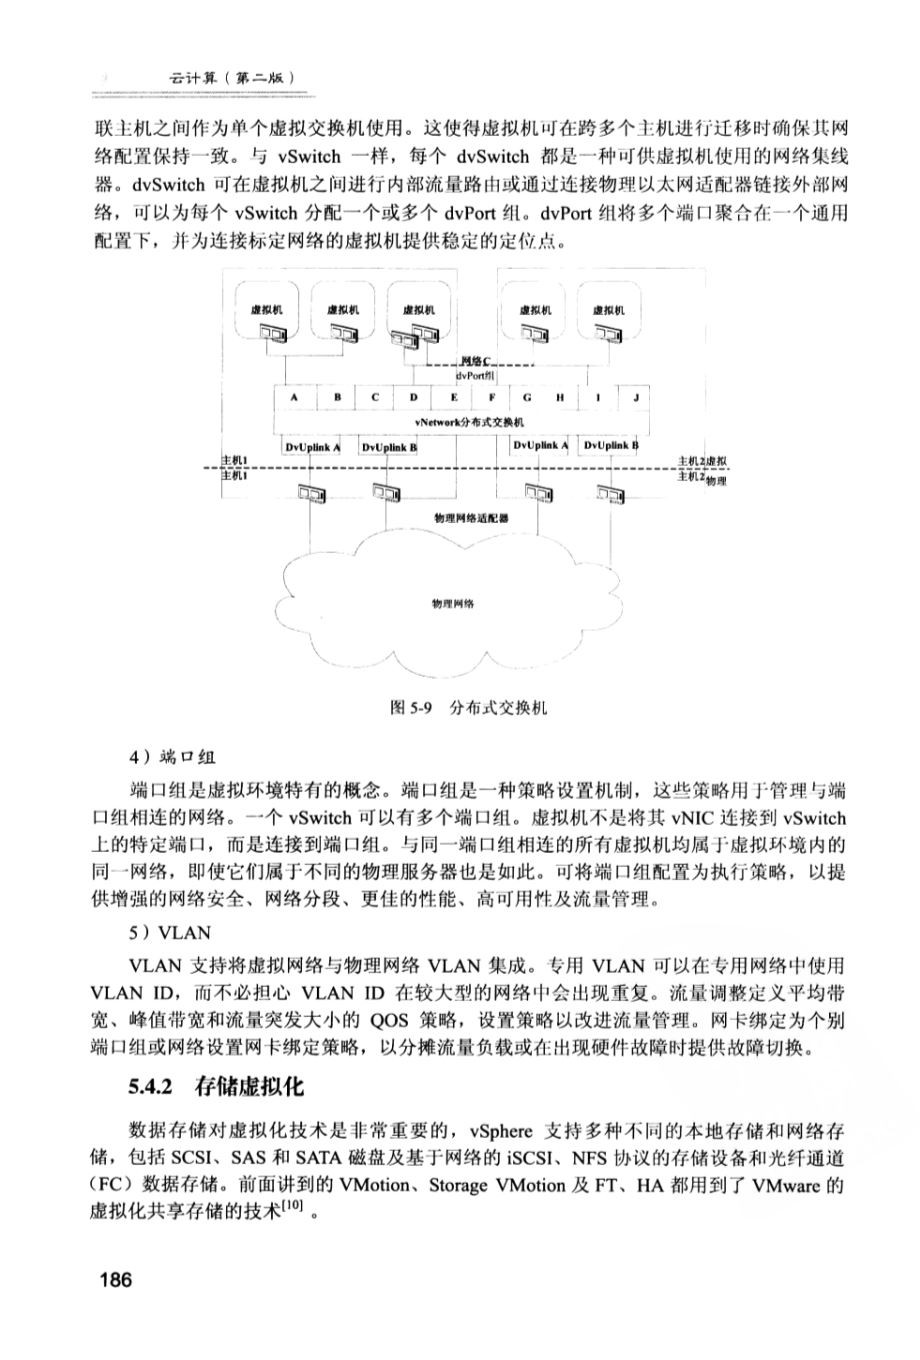 云计算（第二版）
联主机之间作为单个虚拟交换机使用。这使得虚拟机可在跨多个主机进行迁移时确保其网
络配置保持一致。与 vSwitch 一样，每个 dvSwitch 都是一种可供虚拟机使用的网络集线
器。dvSwitch 可在虚拟机之间进行内部流量路由或通过连接物理以太网适配器链接外部网
络，可以为每个 vSwitch 分配一个或多个 dvPort 组。dvPort 组将多个端口聚合在一个通用
配置下，并为连接标定网络的虚拟机提供稳定的定位点。
虚拟机 虚拟机 虚拟机 虚拟机 虚拟机
网络C
dvPort组
A B C D E F G H I J
vNetwork分布式交换机
DvUplink A DvUplink B DvUplink A DvUplink B
主机1 主机2虚拟
主机1 主机2物理
物理网络适配器
物理网络
图 5-9 分布式交换机
4）端口组
端口组是虚拟环境特有的概念。端口组是一种策略设置机制，这些策略用于管理与端
口组相连的网络。一个 vSwitch 可以有多个端口组。虚拟机不是将其 vNIC 连接到 vSwitch
上的特定端口，而是连接到端口组。与同一端口组相连的所有虚拟机均属于虚拟环境内的
同一网络，即使它们属于不同的物理服务器也是如此。可将端口组配置为执行策略，以提
供增强的网络安全、网络分段、更佳的性能、高可用性及流量管理。
5）VLAN
VLAN 支持将虚拟网络与物理网络 VLAN 集成。专用 VLAN 可以在专用网络中使用
VLAN ID，而不必担心 VLAN ID 在较大型的网络中会出现重复。流量调整定义平均带
宽、峰值带宽和流量突发大小的 QOS 策略，设置策略以改进流量管理。网卡绑定为个别
端口组或网络设置网卡绑定策略，以分摊流量负载或在出现硬件故障时提供故障切换。
5.4.2 存储虚拟化
数据存储对虚拟化技术是非常重要的，vSphere 支持多种不同的本地存储和网络存
储，包括 SCSI、SAS 和 SATA 磁盘及基于网络的 iSCSI、NFS 协议的存储设备和光纤通道
（FC）数据存储。前面讲到的 VMotion、Storage VMotion 及 FT、HA 都用到了 VMware 的
虚拟化共享存储的技术[10]。
186